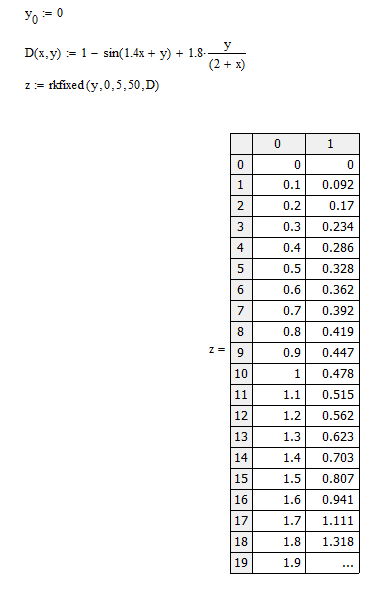 y0 := 0
D(x,y) := 1 − sin(1.4x + y) + 1.8·y/(2 + x)
z := rkfixed(y,0,5,50,D)
0 1
0 0 0
1 0.1 0.092
2 0.2 0.17
3 0.3 0.234
4 0.4 0.286
5 0.5 0.328
6 0.6 0.362
7 0.7 0.392
8 0.8 0.419
z = 9 0.9 0.447
10 1 0.478
11 1.1 0.515
12 1.2 0.562
13 1.3 0.623
14 1.4 0.703
15 1.5 0.807
16 1.6 0.941
17 1.7 1.111
18 1.8 1.318
19 1.9 ...